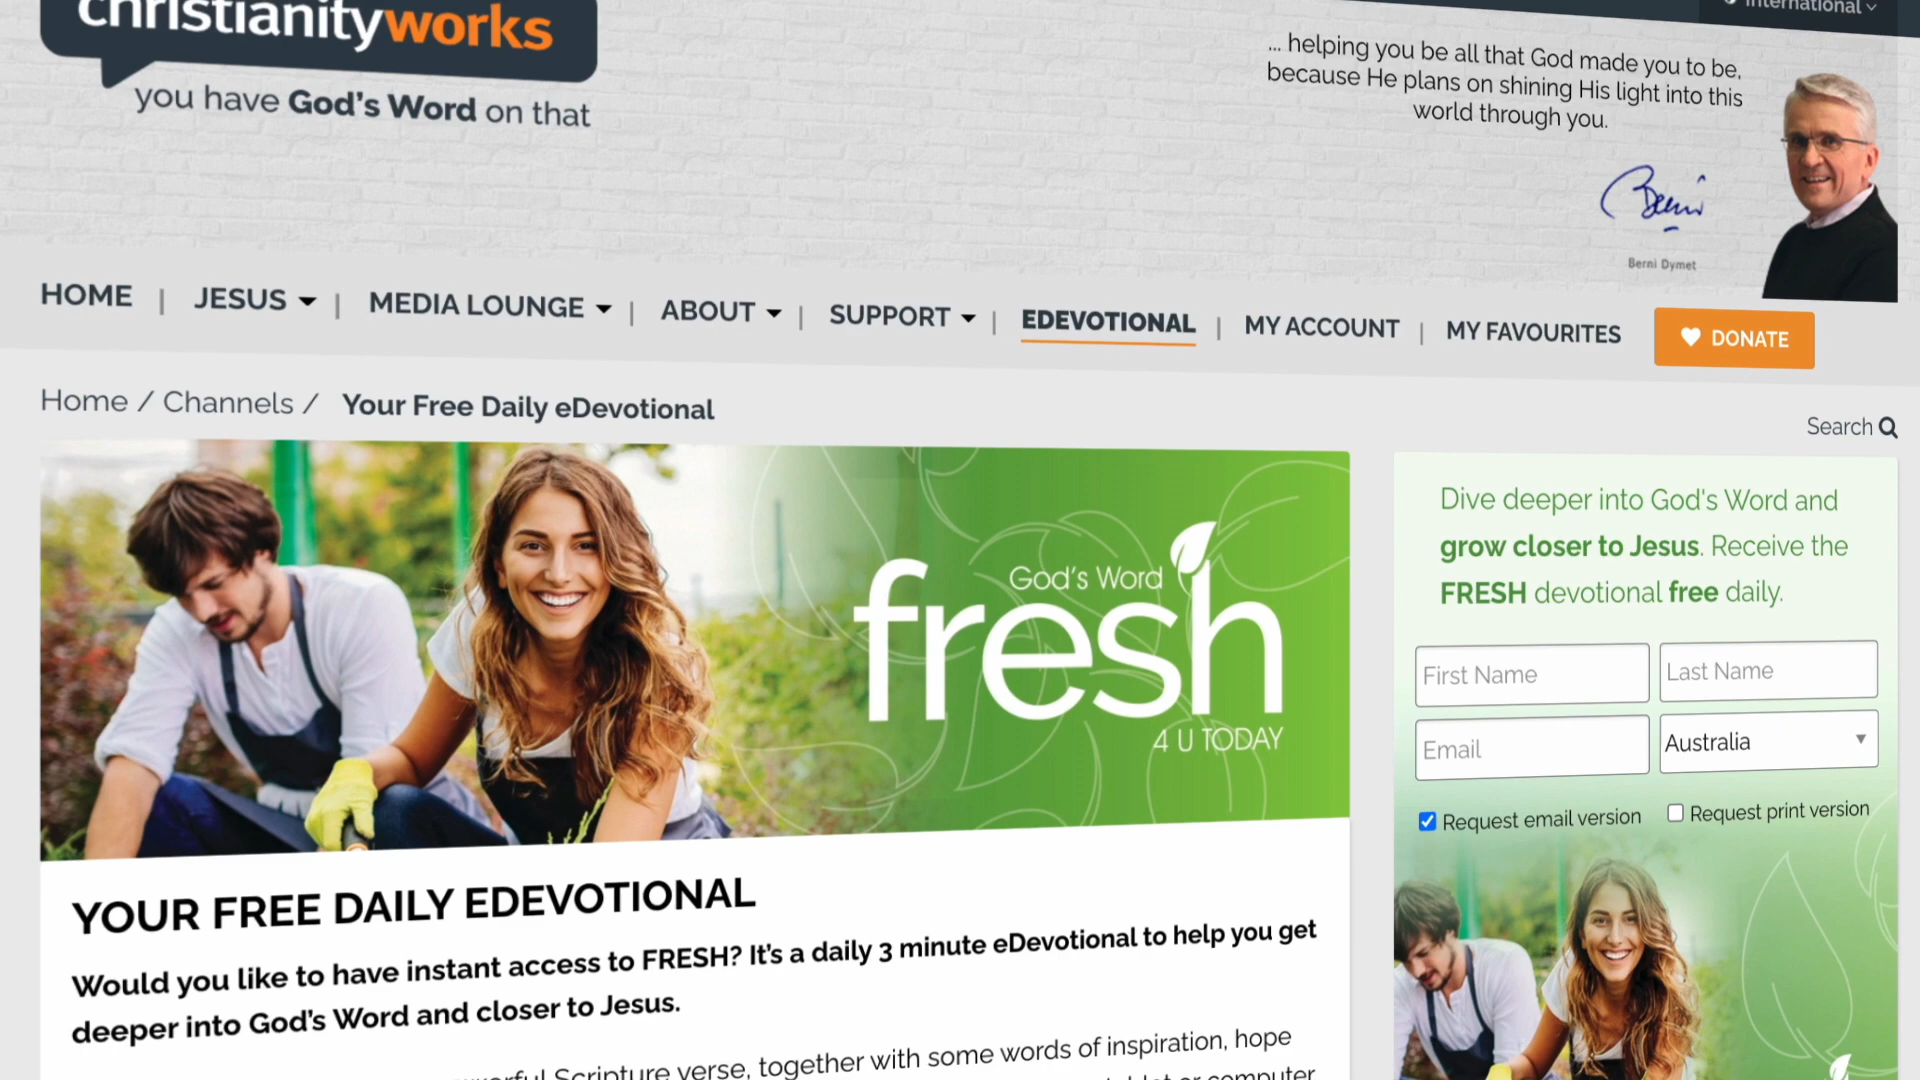 christianityworks
you have God's Word on that
International
... helping you be all that God made you to be,
because He plans on shining His light into this
world through you.
Berni
Berni Dymet
HOME | JESUS | MEDIA LOUNGE | ABOUT | SUPPORT | EDEVOTIONAL | MY ACCOUNT | MY FAVOURITES
DONATE
Home / Channels / Your Free Daily eDevotional
Search
God's Word
fresh
4 U TODAY
Dive deeper into God's Word and
grow closer to Jesus. Receive the
FRESH devotional free daily.
First Name
Last Name
Email
Australia
Request email version
Request print version
YOUR FREE DAILY EDEVOTIONAL
Would you like to have instant access to FRESH? It's a daily 3 minute eDevotional to help you get
deeper into God's Word and closer to Jesus.
Scripture verse, together with some words of inspiration, hope
or computer